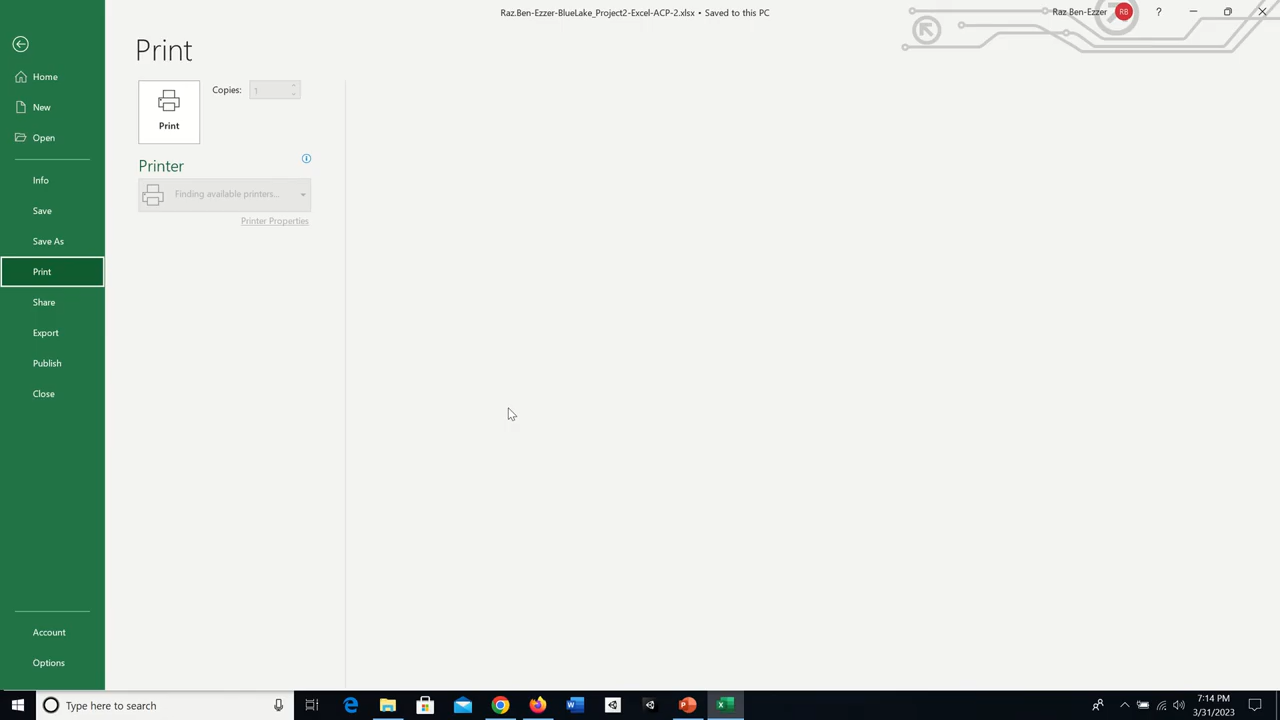 Raz.Ben-Ezzer-BlueLake_Project2-Excel-ACP-2.xlsx • Saved to this PC
Raz Ben-Ezzer
RB
?
Print
Home
New
Open
Info
Save
Save As
Print
Share
Export
Publish
Close
Account
Options
Print
Copies:
1
Printer
Finding available printers...
Printer Properties
Type here to search
7:14 PM
3/31/2023